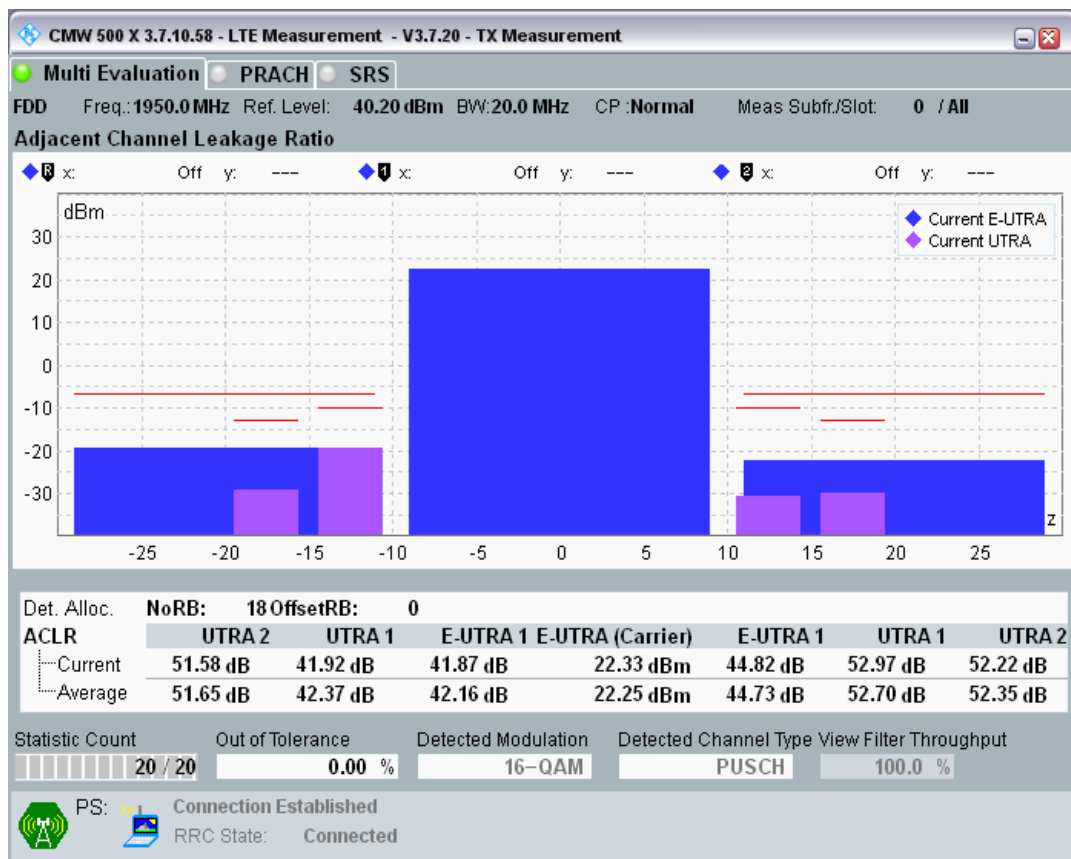 CMW 500 X 3.7.10.58 - LTE Measurement - V3.7.20 - TX Measurement
Multi Evaluation PRACH SRS
FDD Freq.:1950.0 MHz Ref. Level: 40.20 dBm BW:20.0 MHz CP :Normal Meas Subfr./Slot: 0 / All
Adjacent Channel Leakage Ratio
R x: Off y: --- 1 x: Off y: --- 2 x: Off y: ---
dBm
Current E-UTRA
Current UTRA
30
20
10
0
-10
-20
-30
z
-25 -20 -15 -10 -5 0 5 10 15 20 25
Det. Alloc. NoRB: 18 OffsetRB: 0
ACLR UTRA 2 UTRA 1 E-UTRA 1 E-UTRA (Carrier) E-UTRA 1 UTRA 1 UTRA 2
Current 51.58 dB 41.92 dB 41.87 dB 22.33 dBm 44.82 dB 52.97 dB 52.22 dB
Average 51.65 dB 42.37 dB 42.16 dB 22.25 dBm 44.73 dB 52.70 dB 52.35 dB
Statistic Count Out of Tolerance Detected Modulation Detected Channel Type View Filter Throughput
20 / 20 0.00 % 16-QAM PUSCH 100.0 %
PS: Connection Established
RRC State: Connected